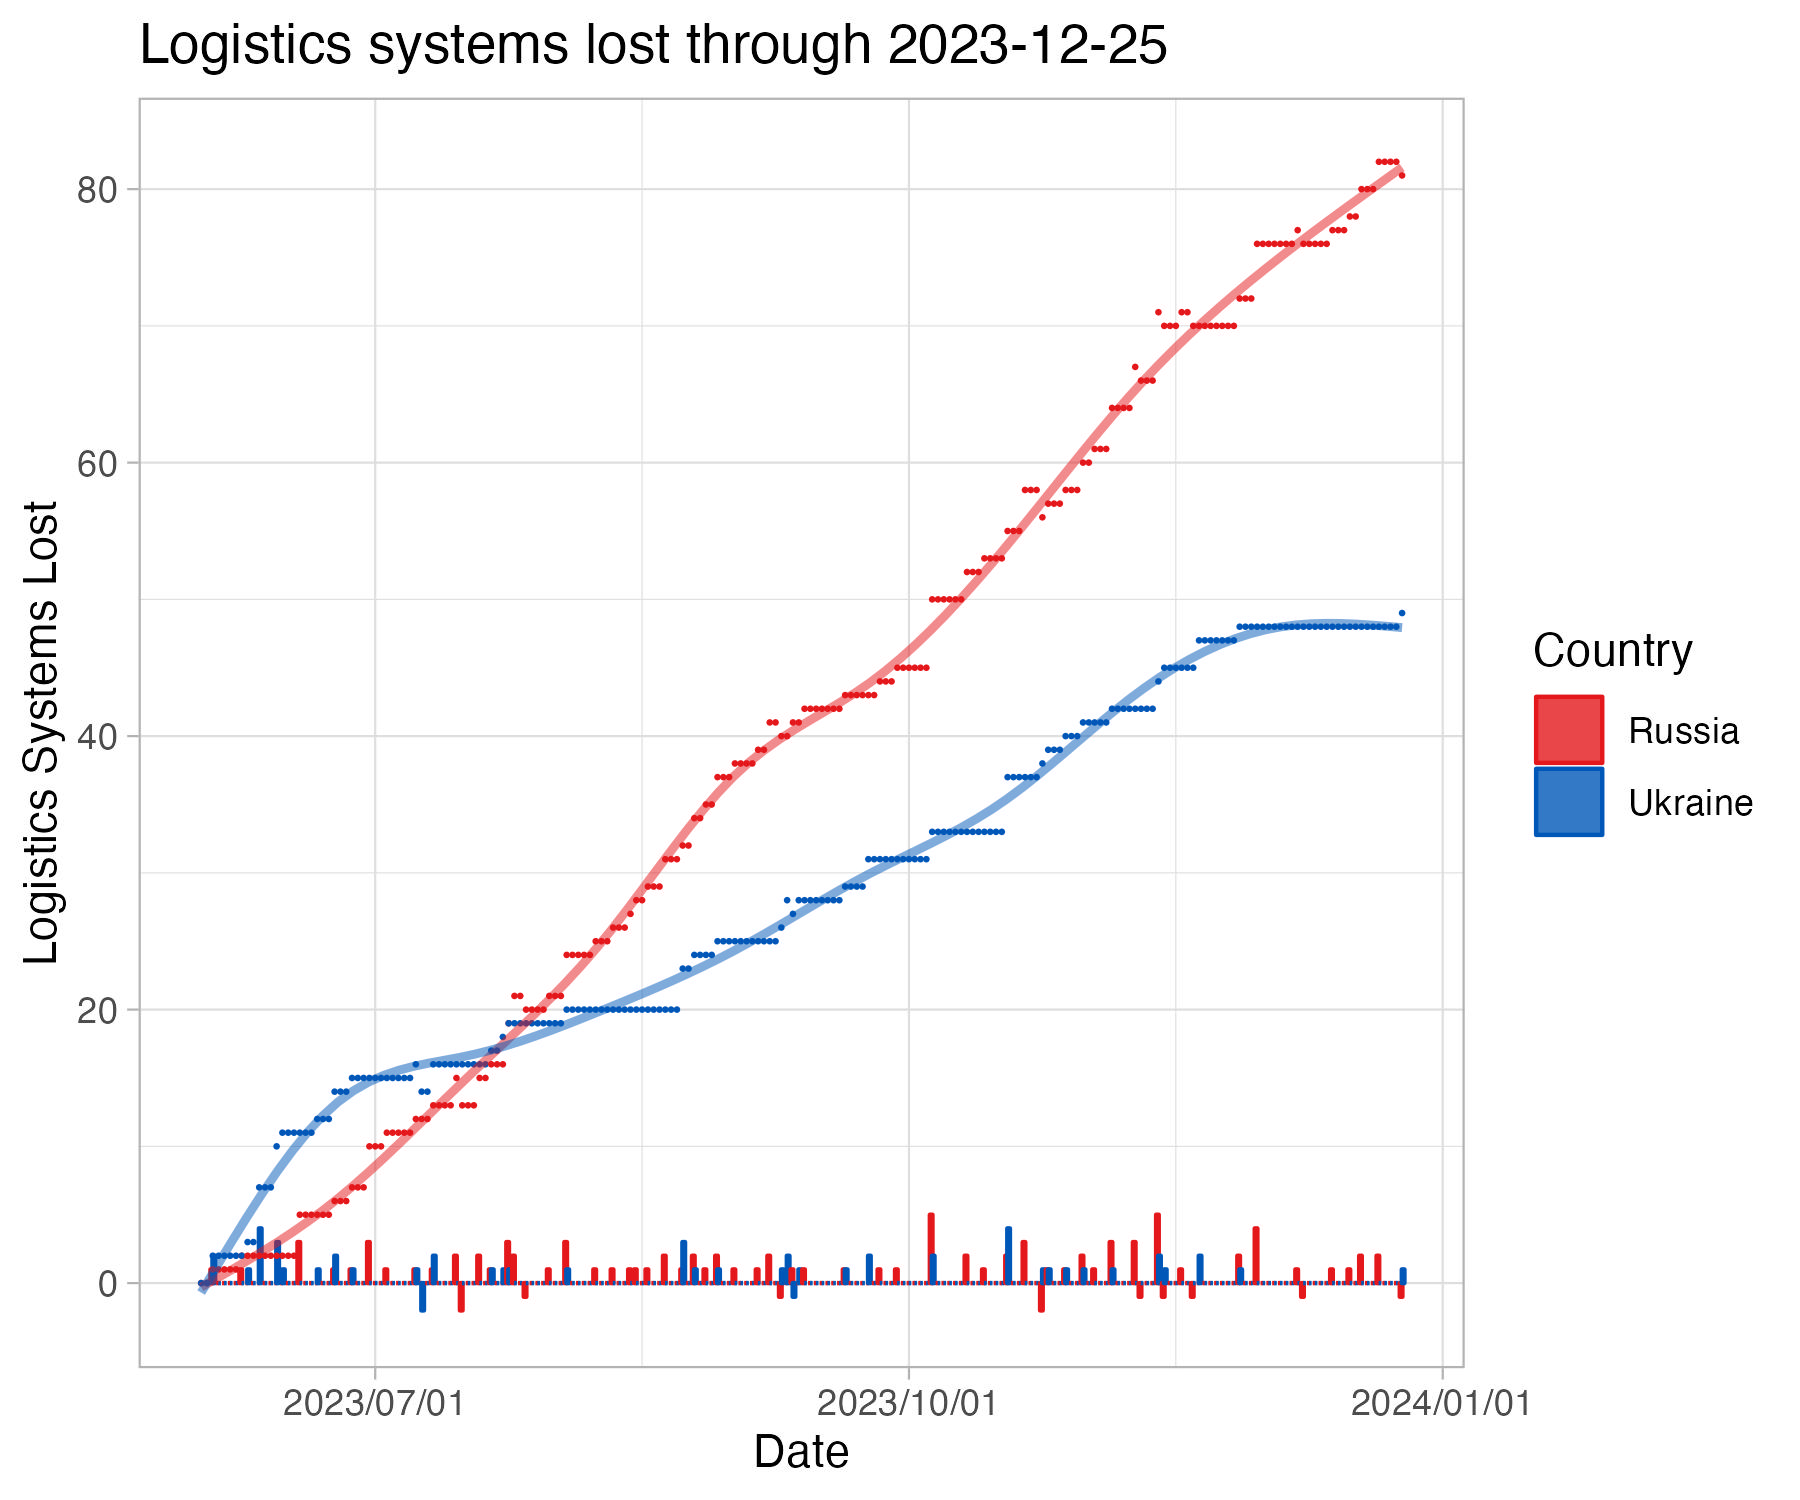 Logistics systems lost through 2023-12-25
Logistics Systems Lost
80
60
40
20
0
2023/07/01
2023/10/01
2024/01/01
Date
Country
Russia
Ukraine